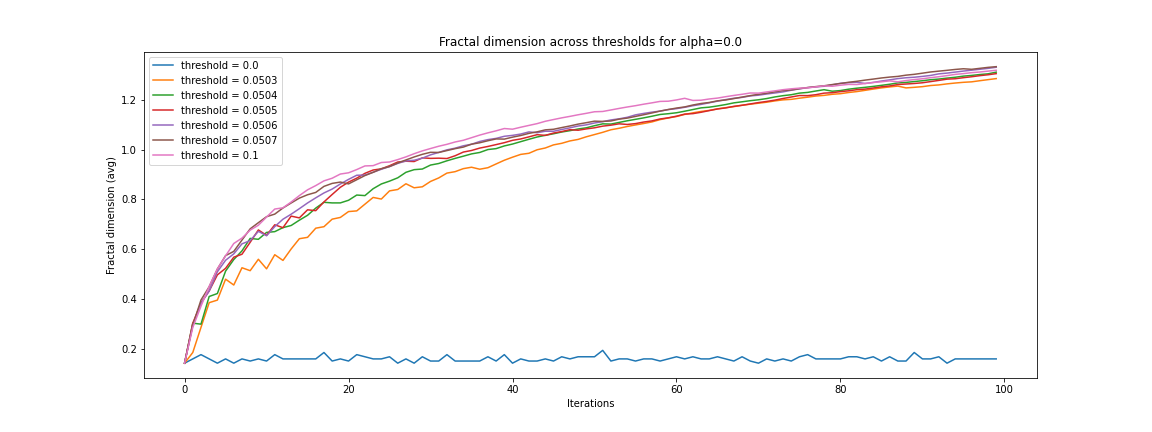 Fractal dimension across thresholds for alpha=0.0
threshold = 0.0
threshold = 0.0503
threshold = 0.0504
threshold = 0.0505
threshold = 0.0506
threshold = 0.0507
threshold = 0.1
Fractal dimension (avg)
1.2
1.0
0.8
0.6
0.4
0.2
0 20 40 60 80 100
Iterations